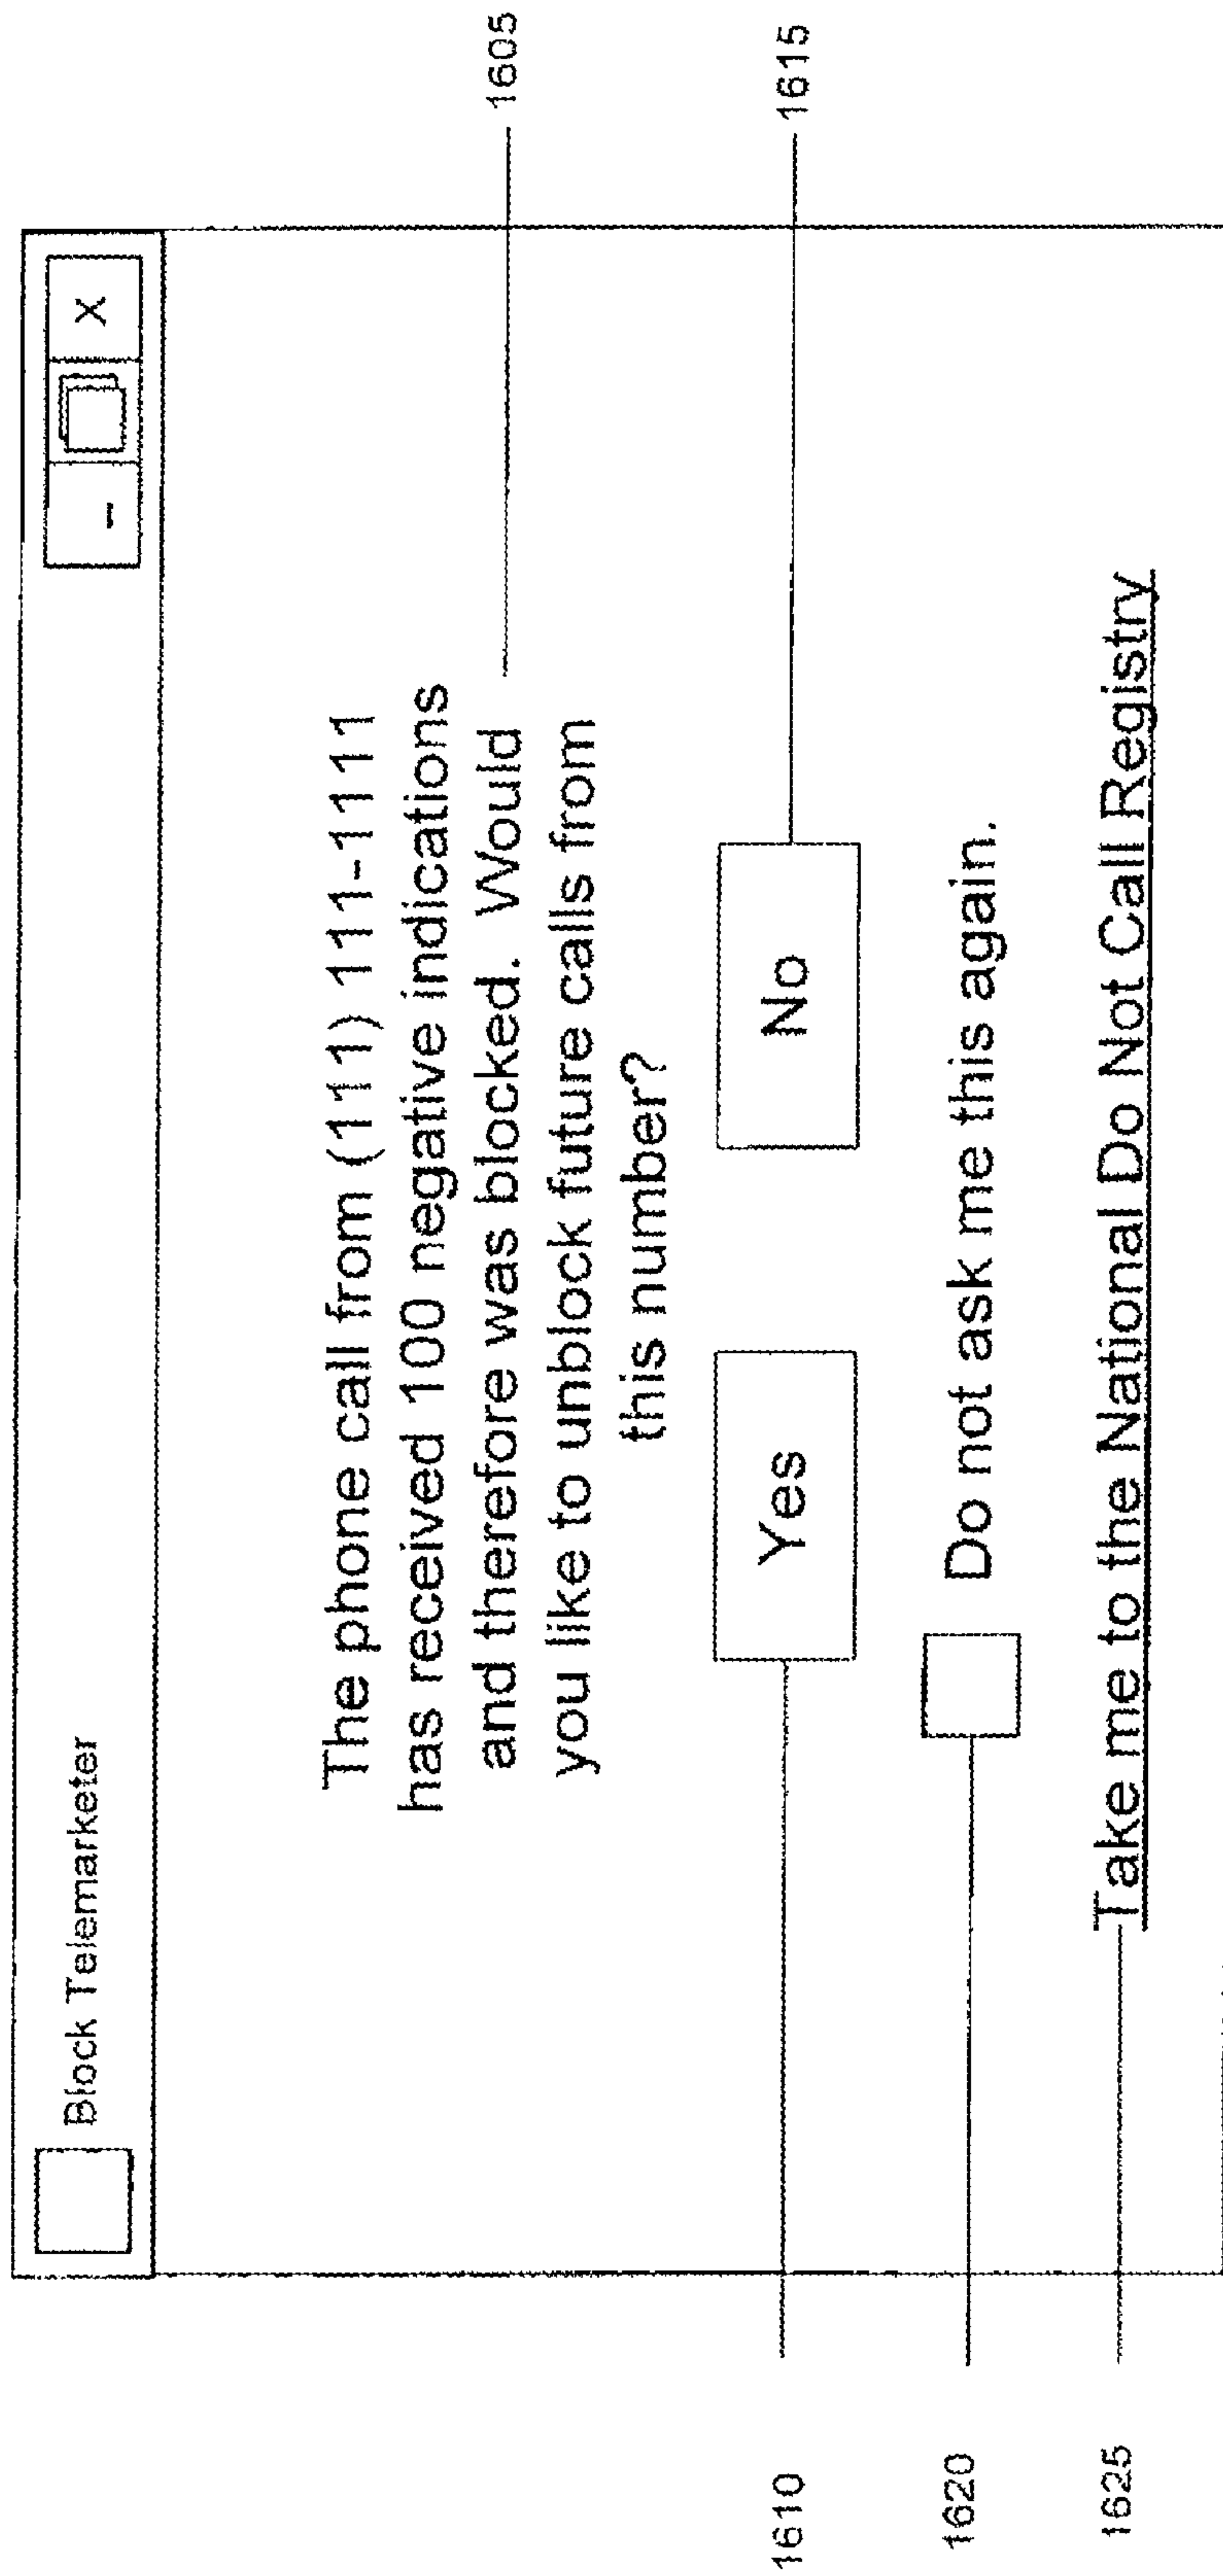 Block Telemarketer
- X
The phone call from (111) 111-1111
has received 100 negative indications
and therefore was blocked. Would
you like to unblock future calls from
this number?
1605
Yes
No
1610
1615
Do not ask me this again.
1620
Take me to the National Do Not Call Registry
1625